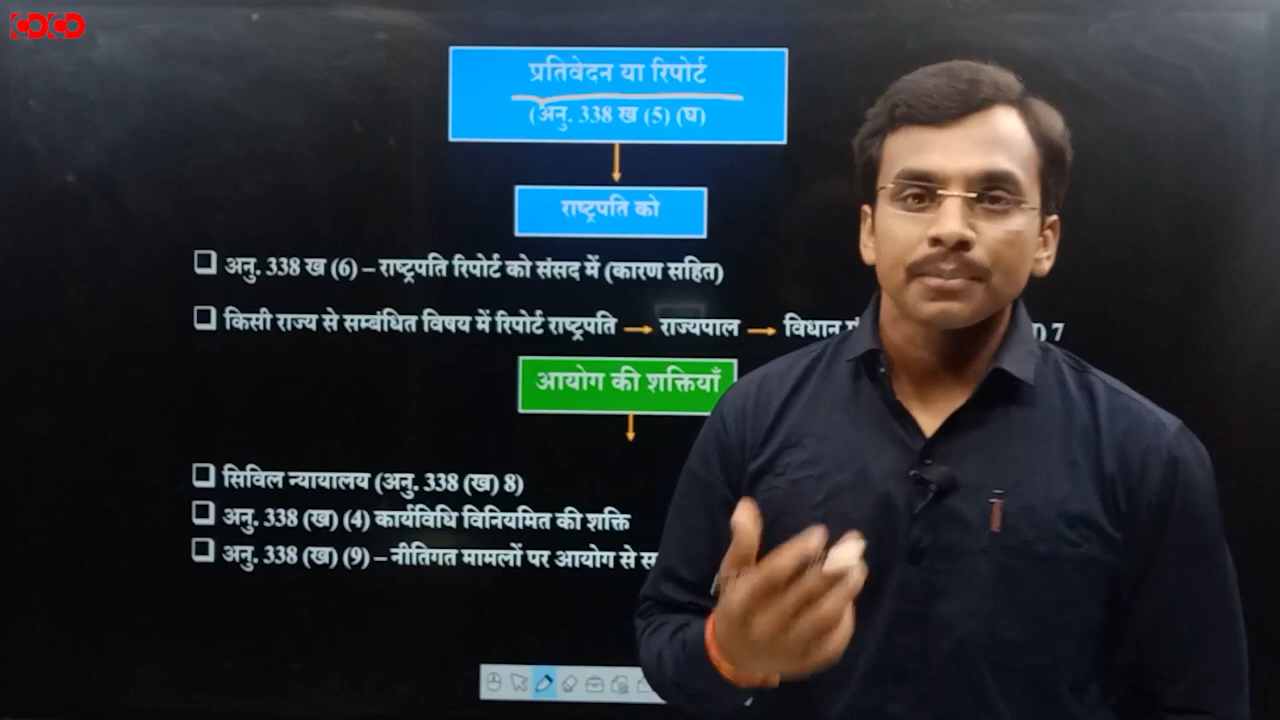 प्रतिवेदन या रिपोर्ट
(अनु. 338 ख (5) (घ)
राष्ट्रपति को
अनु. 338 ख (6) – राष्ट्रपति रिपोर्ट को संसद में (कारण सहित)
किसी राज्य से सम्बंधित विषय में रिपोर्ट राष्ट्रपति → राज्यपाल → विधान 7
आयोग की शक्तियाँ
सिविल न्यायालय (अनु. 338 (ख) 8)
अनु. 338 (ख) (4) कार्यविधि विनियमित की शक्ति
अनु. 338 (ख) (9) – नीतिगत मामलों पर आयोग से